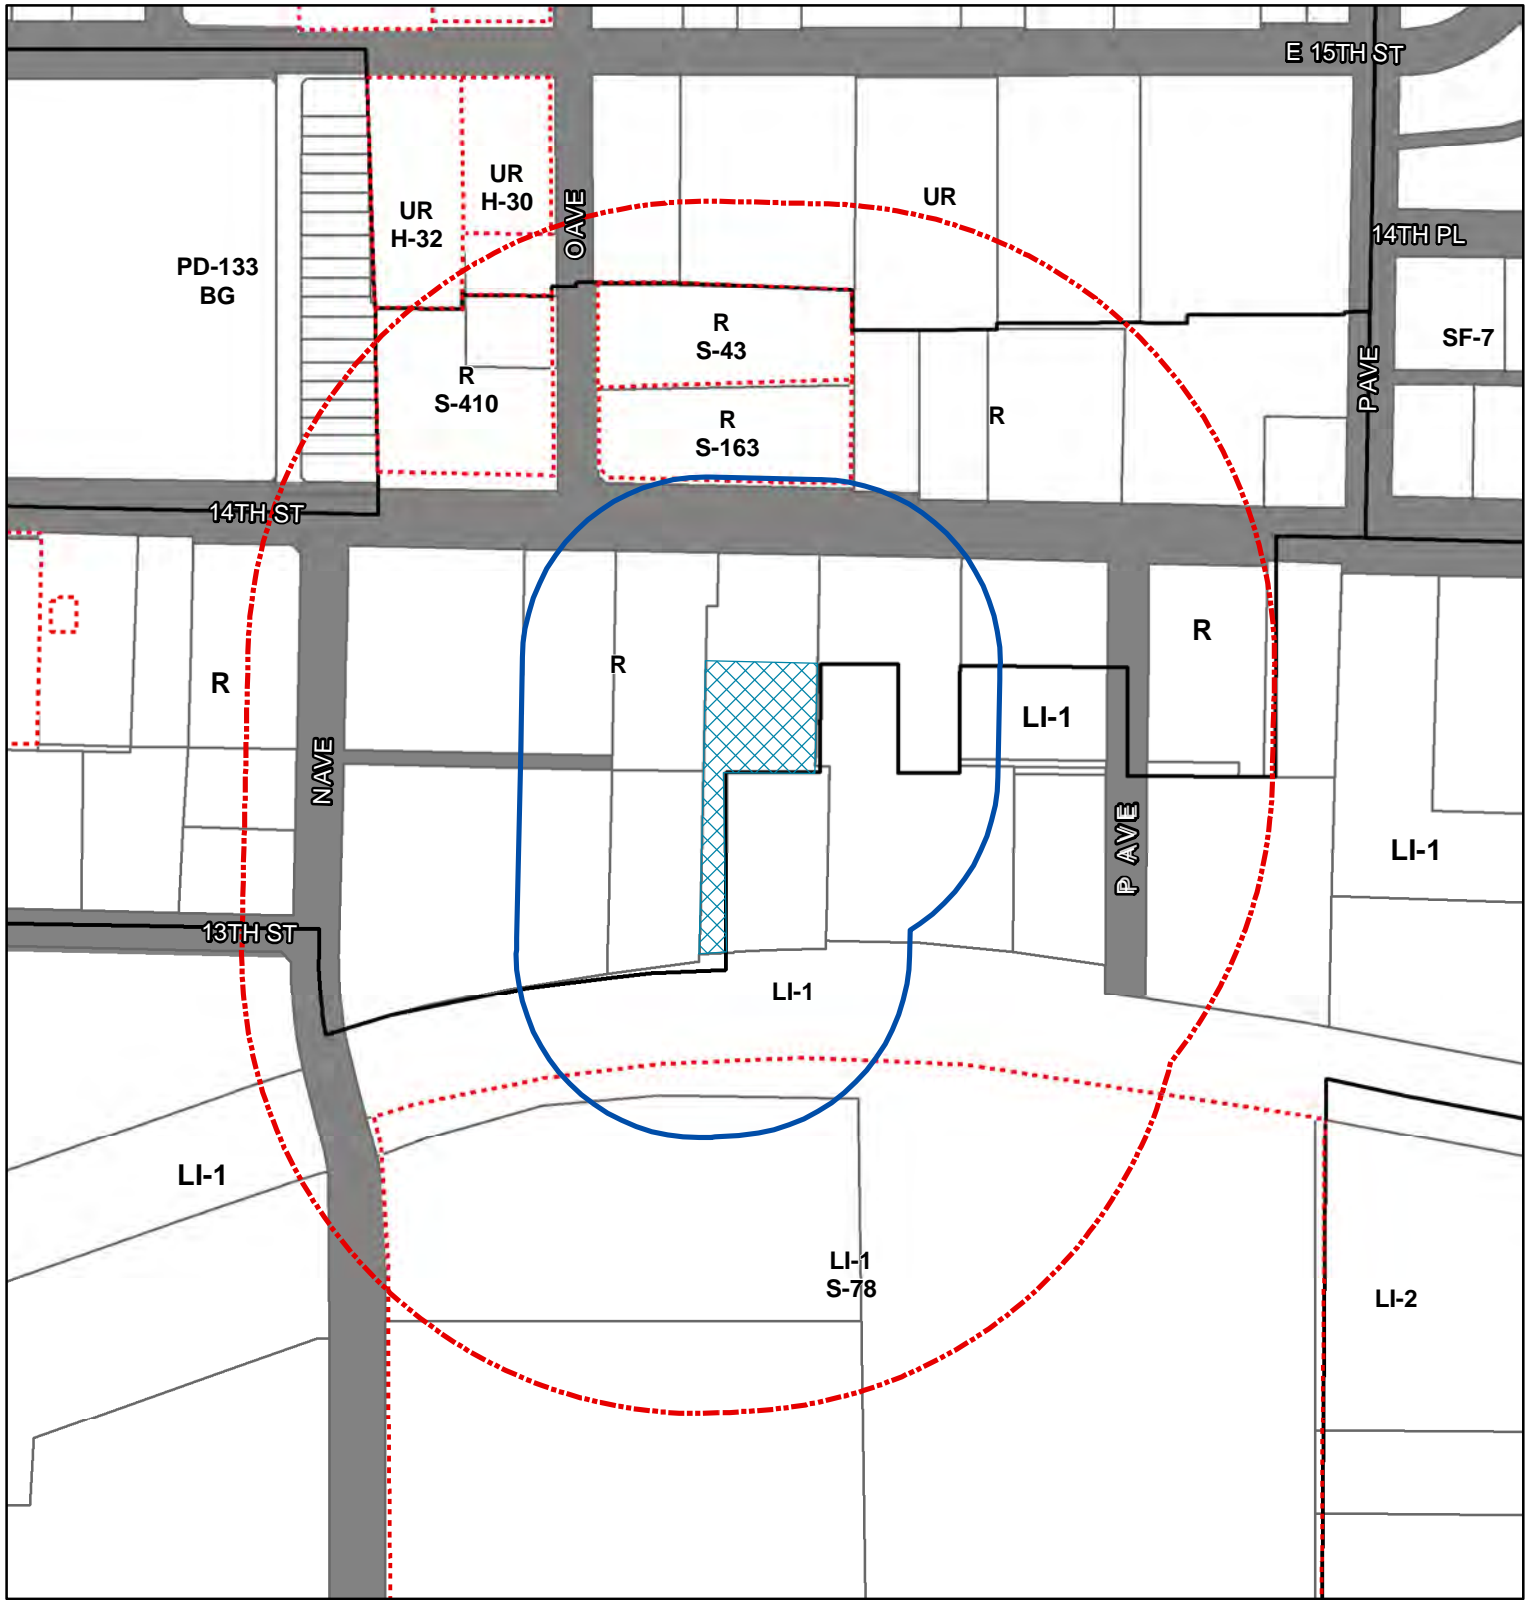 E 15TH ST
UR
H-30
UR
H-32
O AVE
UR
14TH PL
PD-133
BG
R
S-43
SF-7
P AVE
R
S-410
R
S-163
R
14TH ST
R
R
R
LI-1
N AVE
P AVE
LI-1
13TH ST
LI-1
LI-1
LI-1
S-78
LI-2